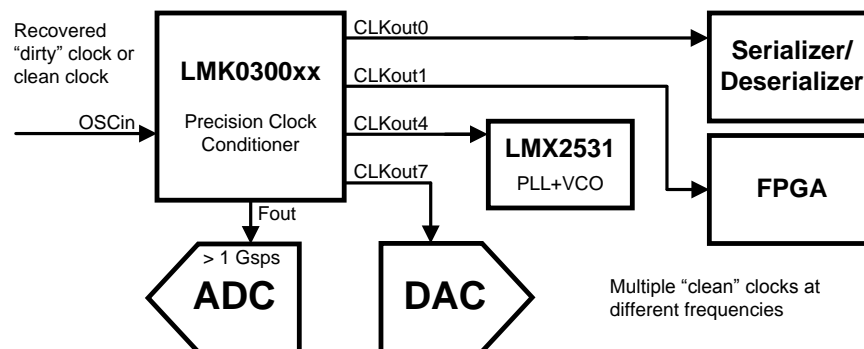 Recovered
“dirty” clock or
clean clock
OSCin
LMK0300xx
Precision Clock
Conditioner
CLKout0
CLKout1
CLKout4
CLKout7
Fout
Serializer/
Deserializer
LMX2531
PLL+VCO
FPGA
> 1 Gsps
ADC
DAC
Multiple “clean” clocks at
different frequencies